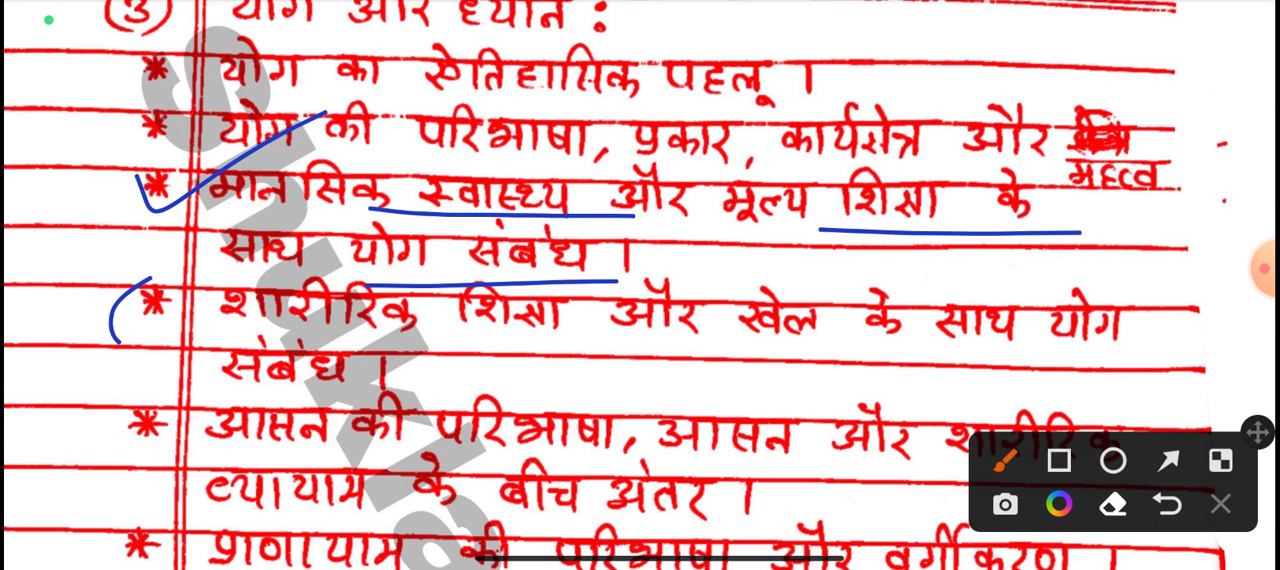 (3) योग और ध्यान :
* योग का ऐतिहासिक पहलू ।
* योग की परिभाषा, प्रकार, कार्यक्षेत्र और
महत्व
* मानसिक स्वास्थ्य और मूल्य शिक्षा के
साथ योग संबंध ।
* शारीरिक शिक्षा और खेल के साथ योग
संबंध ।
* आसन की परिभाषा, आसन और शारीरिक
व्यायाम के बीच अंतर ।
* प्राणायाम की परिभाषा और वर्गीकरण ।
Shukla